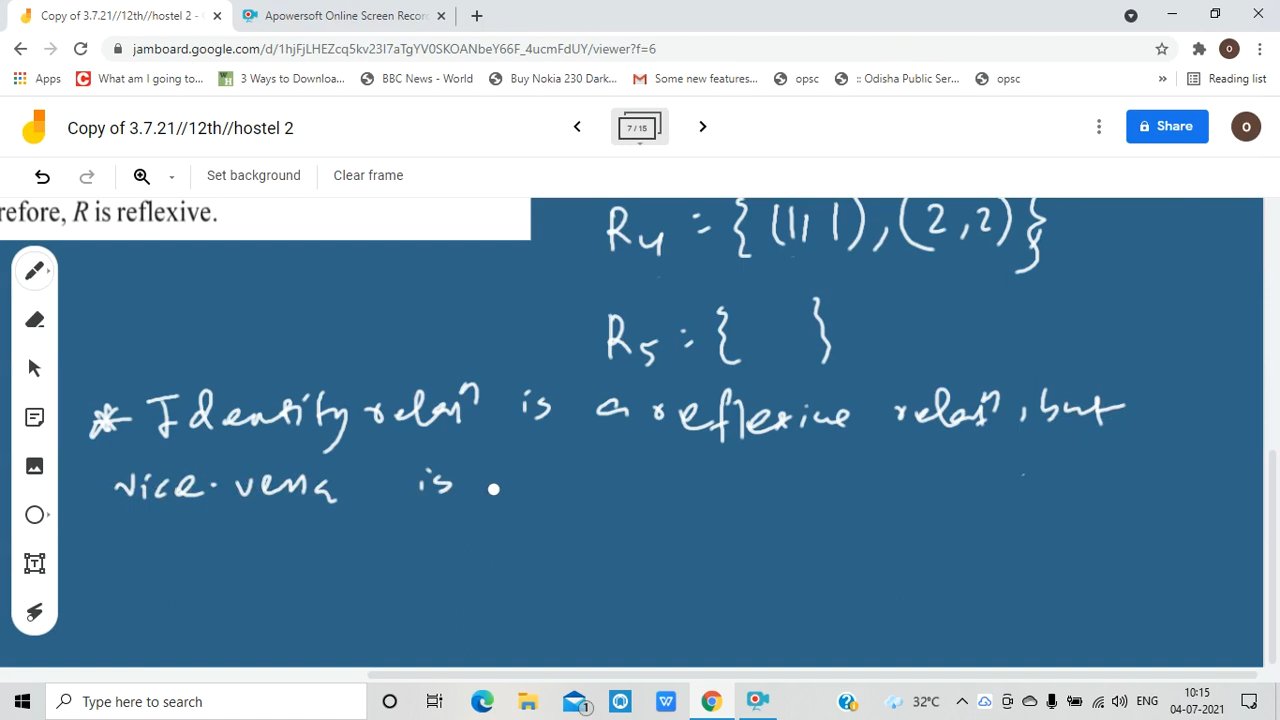 Copy of 3.7.21//12th//hostel 2 -
Apowersoft Online Screen Recor
jamboard.google.com/d/1hjFjLHEZcq5kv23I7aTgYV0SKOANbeY66F_4ucmFdUY/viewer?f=6
Apps
What am I going to...
3 Ways to Downloa...
BBC News - World
Buy Nokia 230 Dark...
Some new features...
opsc
:: Odisha Public Ser...
opsc
»
Reading list
Copy of 3.7.21//12th//hostel 2
7 / 15
Share
O
Set background
Clear frame
refore, R is reflexive.
R4 = {(1,1),(2,2)}
R5 = { }
* Identity relaⁿ is a reflexive relaⁿ, but
vice-versa is
Type here to search
32°C
ENG
10:15
04-07-2021